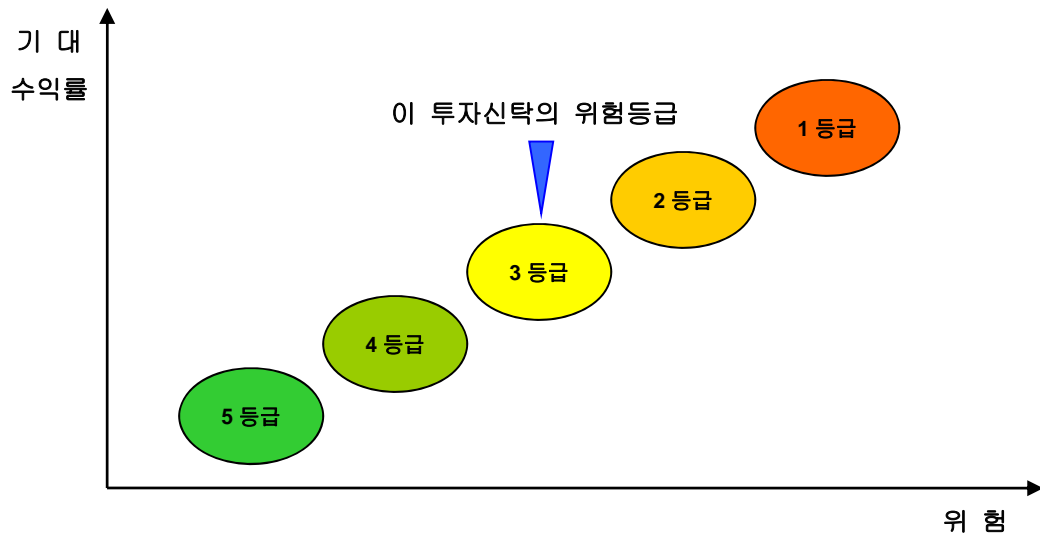 기 대
수익률
이 투자신탁의 위험등급
1 등급
2 등급
3 등급
4 등급
5 등급
위 험